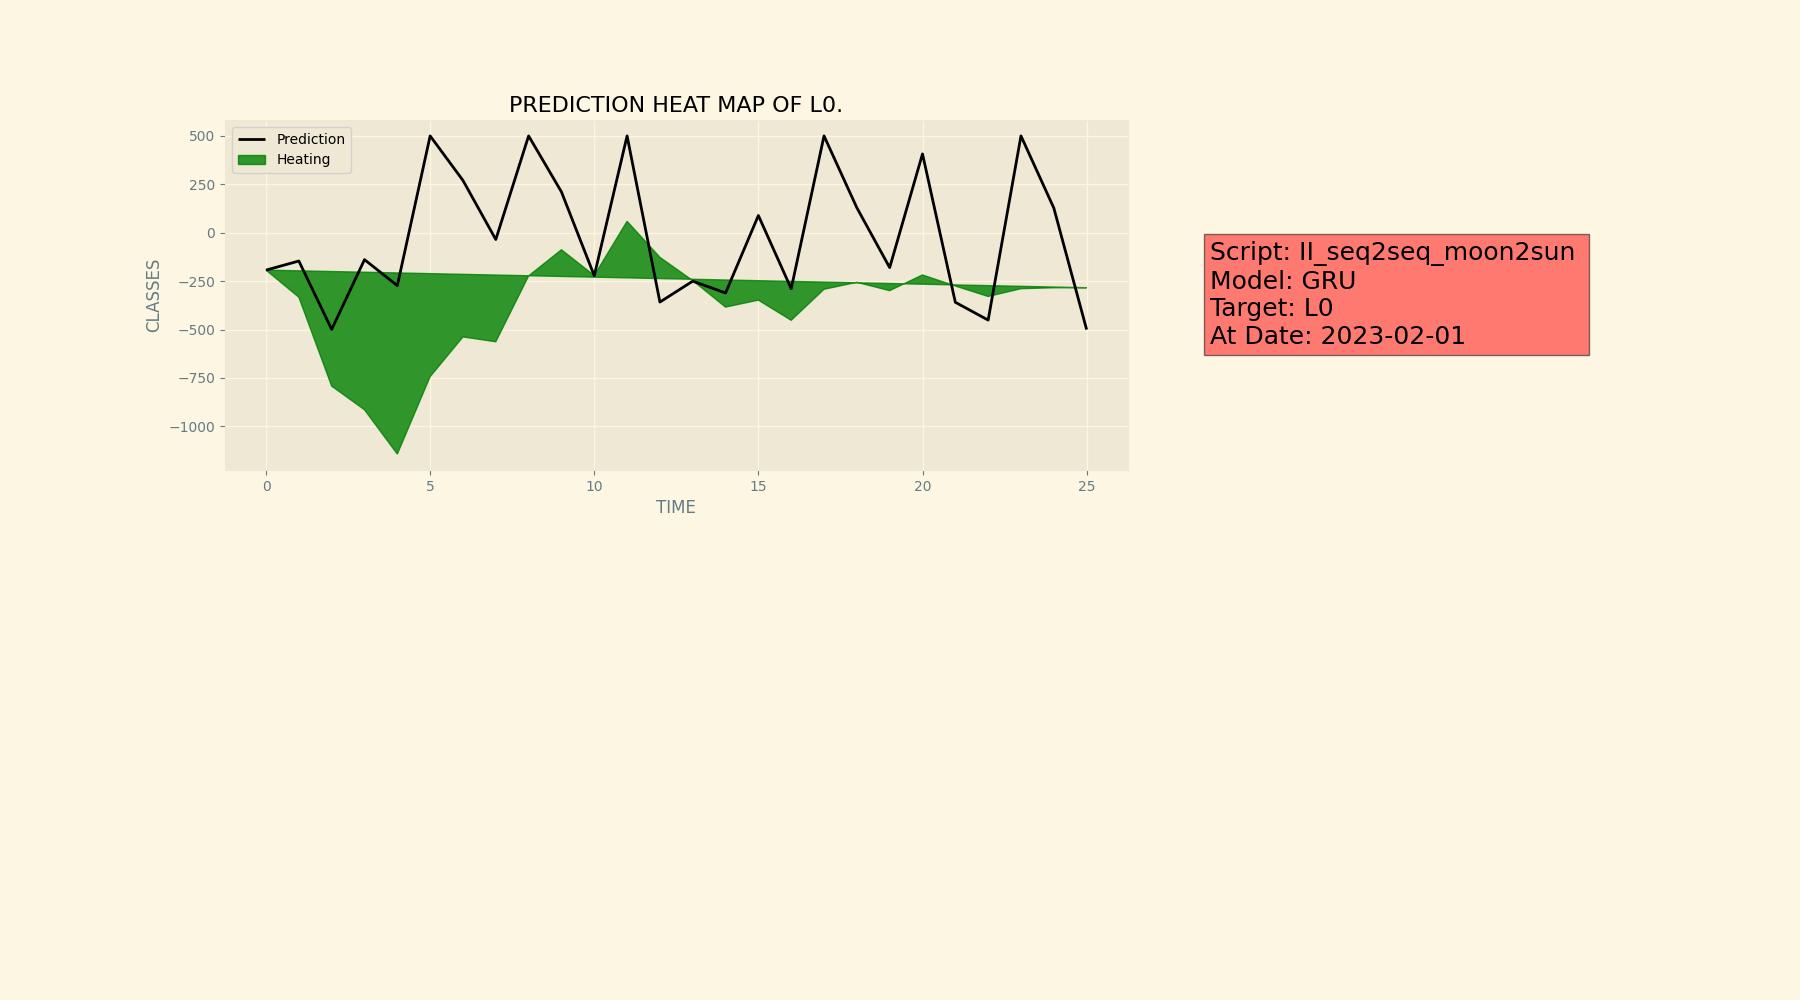 PREDICTION HEAT MAP OF L0.
Prediction
Heating
500
250
0
−250
−500
−750
−1000
CLASSES
0 5 10 15 20 25
TIME
Script: II_seq2seq_moon2sun
Model: GRU
Target: L0
At Date: 2023-02-01